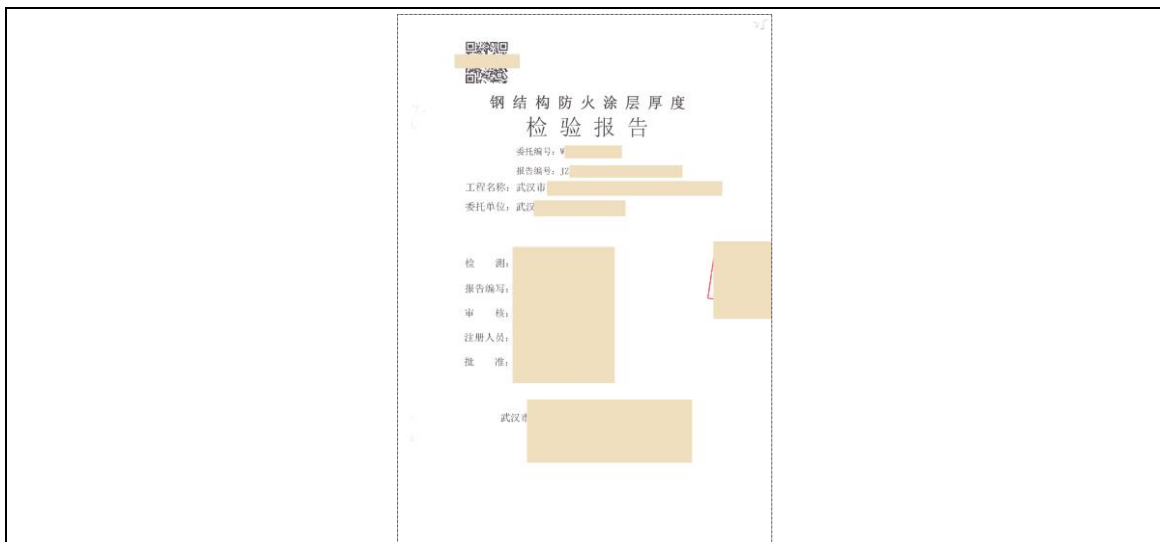 钢结构防火涂层厚度
检验报告
委托编号：W
报告编号：JZ
工程名称：武汉市
委托单位：武汉
检 测：
报告编写：
审 核：
注册人员：
批 准：
武汉市